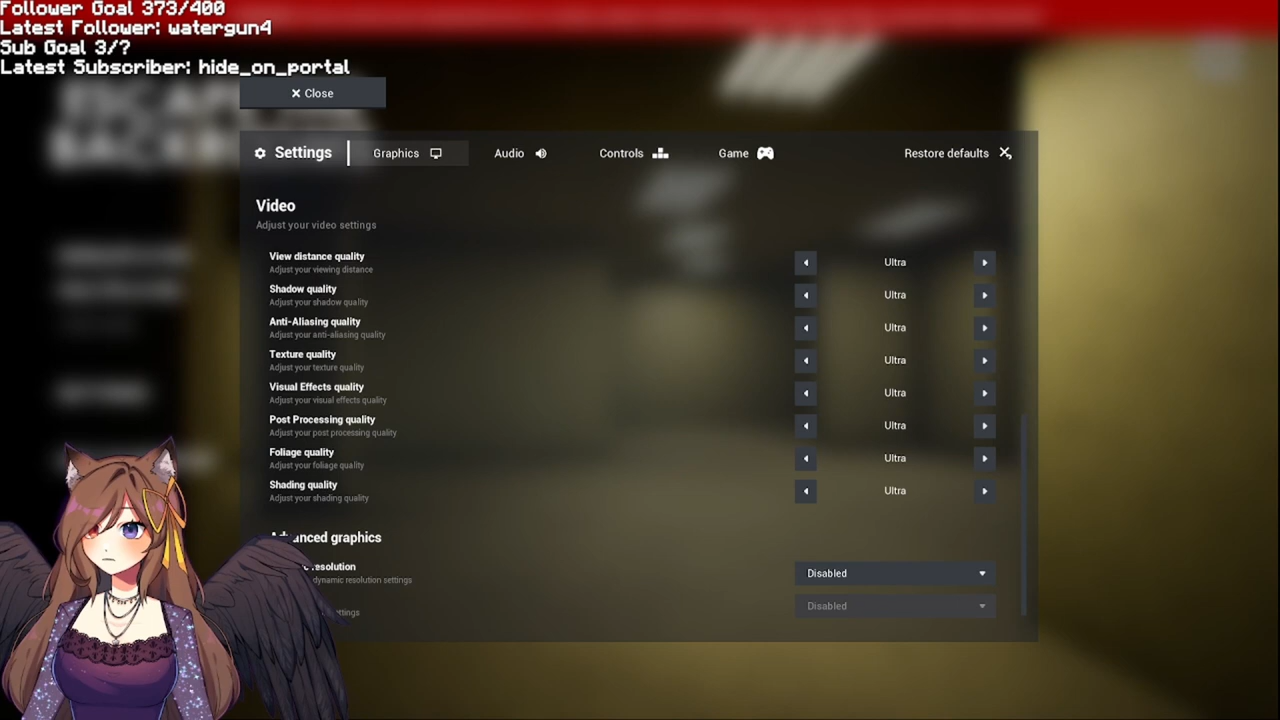 Follower Goal 373/400
Latest Follower: watergun4
Sub Goal 3/?
Latest Subscriber: hide_on_portal
Close
Settings
Graphics
Audio
Controls
Game
Restore defaults
Video
Adjust your video settings
View distance quality
Ultra
Adjust your viewing distance
Shadow quality
Ultra
Adjust your shadow quality
Anti-Aliasing quality
Ultra
Adjust your anti-aliasing quality
Texture quality
Ultra
Adjust your texture quality
Visual Effects quality
Ultra
Adjust your visual effects quality
Post Processing quality
Ultra
Adjust your post processing quality
Foliage quality
Ultra
Adjust your foliage quality
Shading quality
Ultra
Adjust your shading quality
graphics
resolution
Disabled
dynamic resolution settings
Disabled